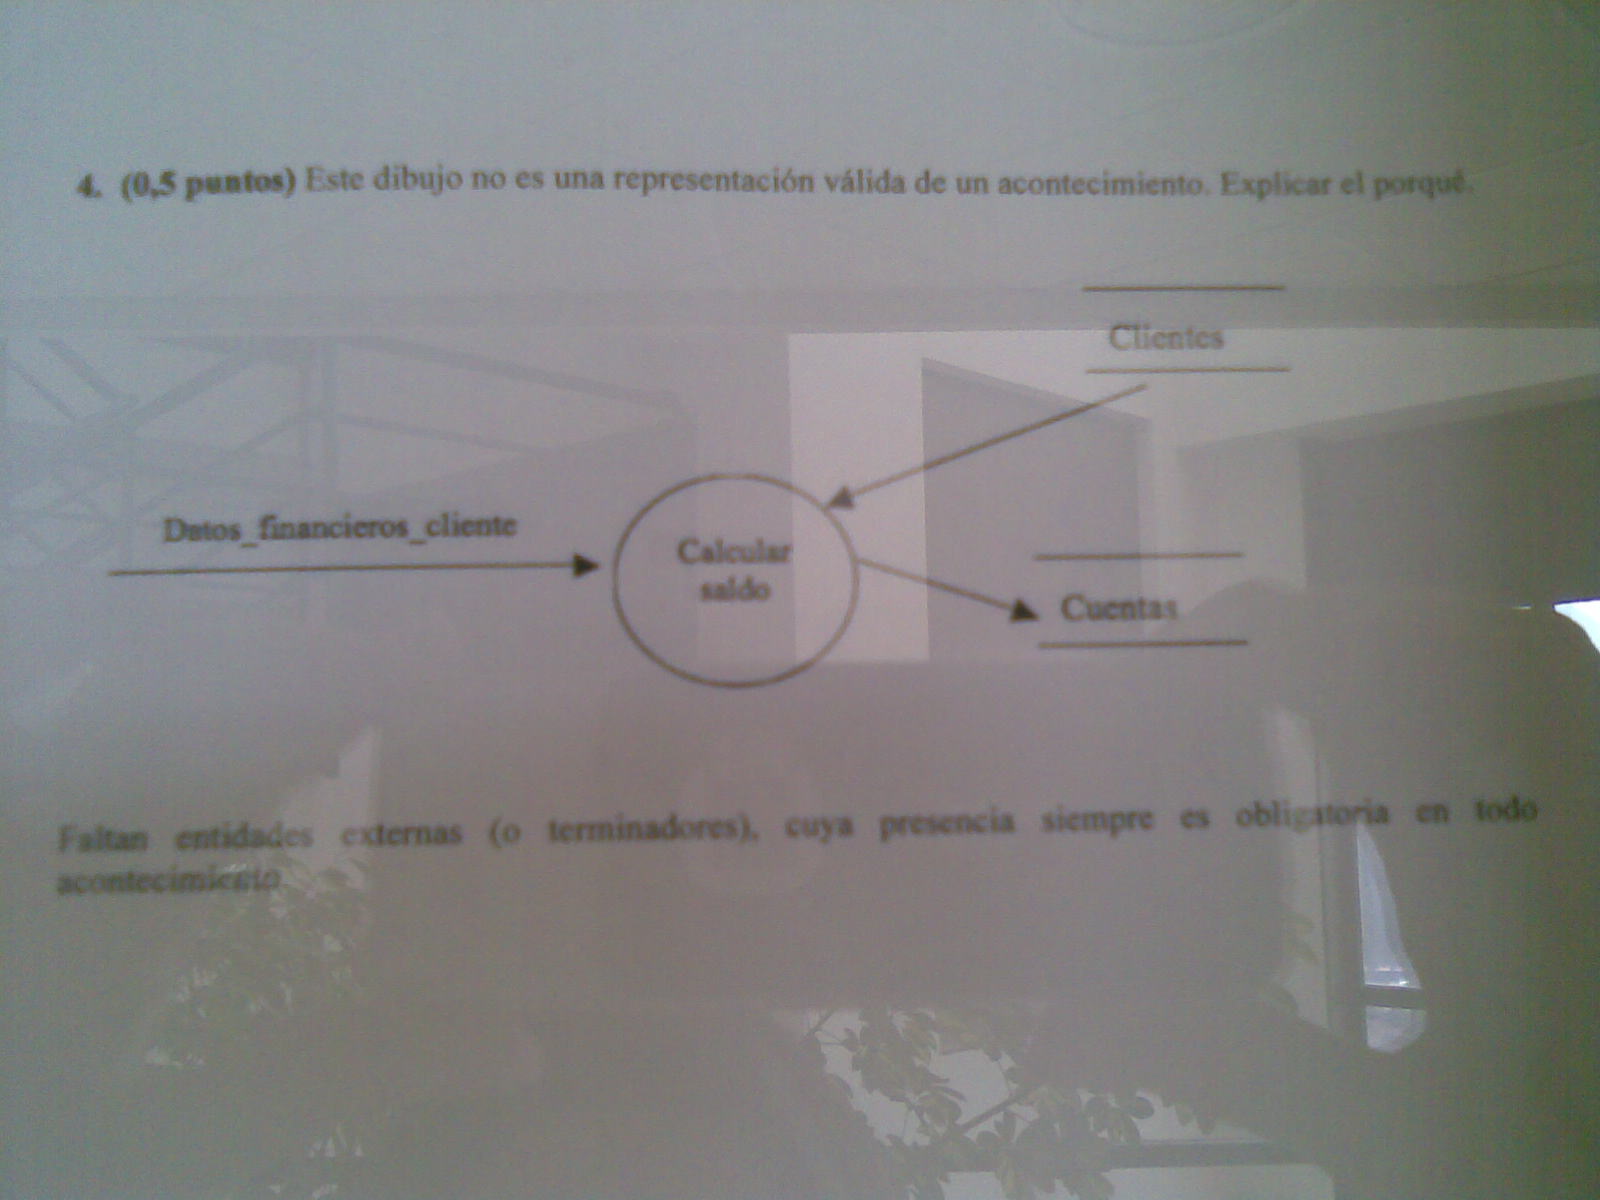 4. (0,5 puntos) Este dibujo no es una representación válida de un acontecimiento. Explicar el porqué.
Clientes
Datos_financieros_cliente
Calcular
saldo
Cuentas
Faltan entidades externas (o terminadores), cuya presencia siempre es obligatoria en todo
acontecimiento.